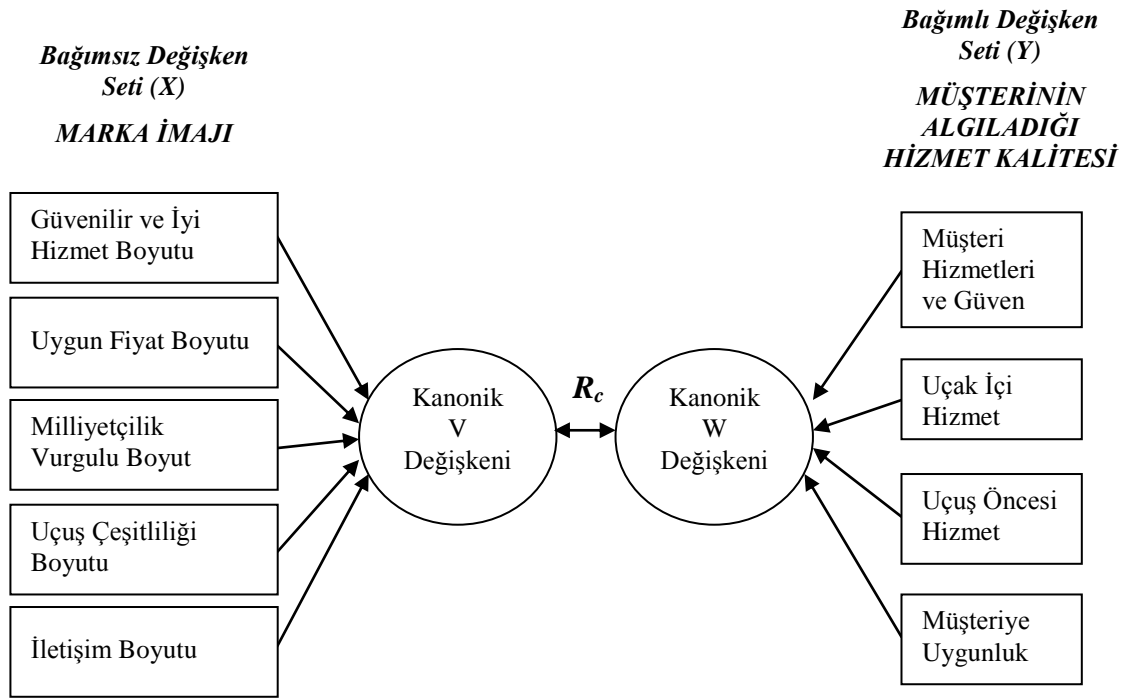 Bağımsız Değişken
Seti (X)
MARKA İMAJI
Güvenilir ve İyi
Hizmet Boyutu
Uygun Fiyat Boyutu
Milliyetçilik
Vurgulu Boyut
Uçuş Çeşitliliği
Boyutu
İletişim Boyutu
Kanonik
V
Değişkeni
Rc
Kanonik
W
Değişkeni
Bağımlı Değişken
Seti (Y)
MÜŞTERİNİN
ALGILADIĞI
HİZMET KALİTESİ
Müşteri
Hizmetleri
ve Güven
Uçak İçi
Hizmet
Uçuş Öncesi
Hizmet
Müşteriye
Uygunluk